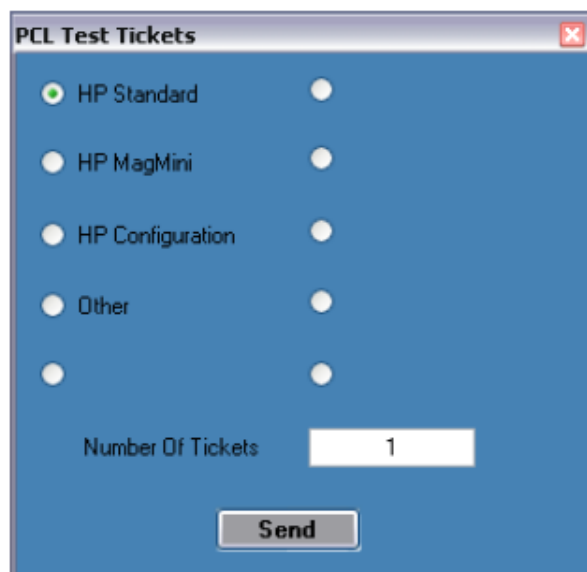 PCL Test Tickets
HP Standard
HP MagMini
HP Configuration
Other
Number Of Tickets
1
Send